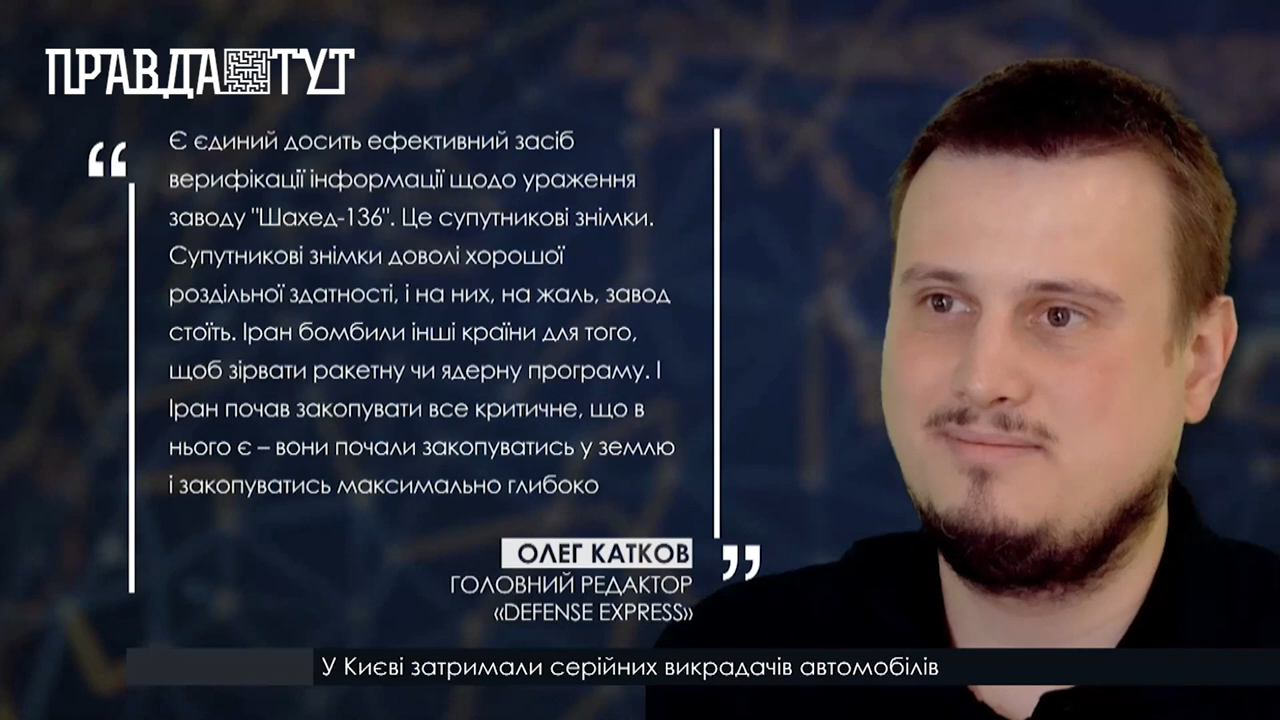 ПРАВДА ТУТ
Є єдиний досить ефективний засіб
верифікації інформації щодо ураження
заводу "Шахед-136". Це супутникові знімки.
Супутникові знімки доволі хорошої
роздільної здатності, і на них, на жаль, завод
стоїть. Іран бомбили інші країни для того,
щоб зірвати ракетну чи ядерну програму. І
Іран почав закопувати все критичне, що в
нього є – вони почали закопуватись у землю
і закопуватись максимально глибоко
ОЛЕГ КАТКОВ
ГОЛОВНИЙ РЕДАКТОР
«DEFENSE EXPRESS»
У Києві затримали серійних викрадачів автомобілів